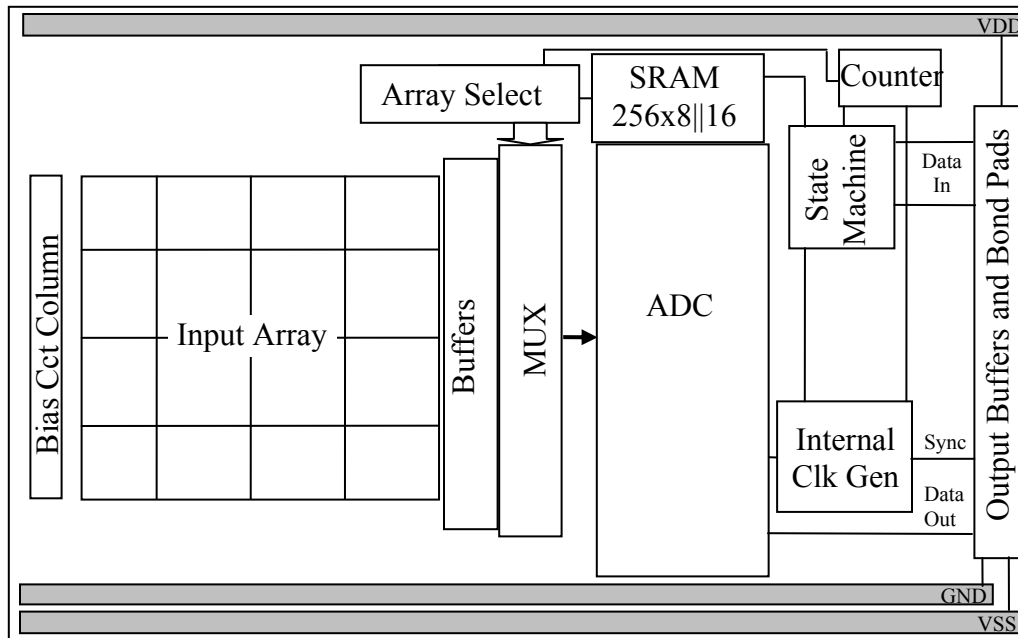 VDD
Array Select
SRAM
256x8||16
Counter
State
Machine
Data
In
Bias Cct Column
Input Array
Buffers
MUX
ADC
Internal
Clk Gen
Sync
Data
Out
Output Buffers and Bond Pads
GND
VSS